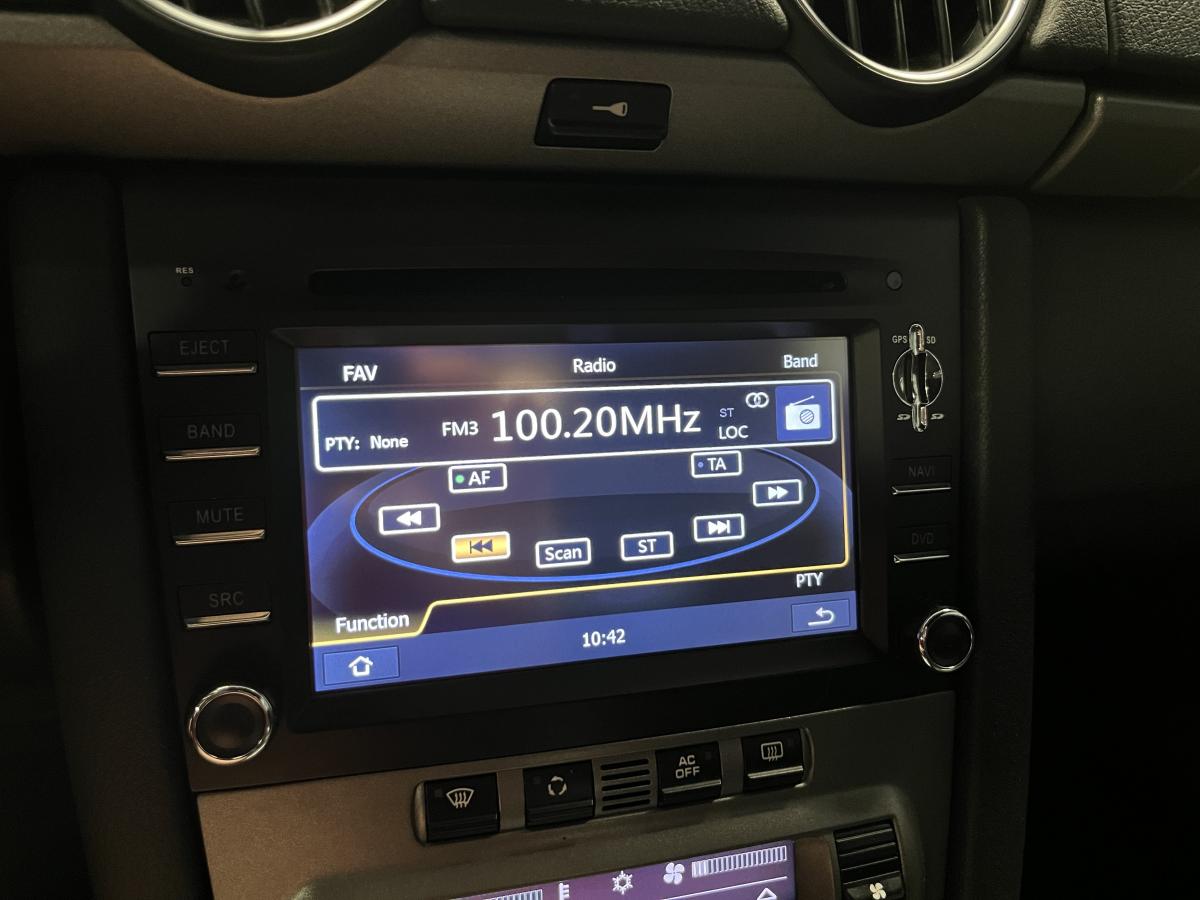 RES
EJECT
BAND
MUTE
SRC
FAV
Radio
Band
PTY: None
FM3
100.20MHz
ST
LOC
AF
TA
Scan
ST
PTY
Function
10:42
GPS
SD
NAVI
DVD
AC
OFF